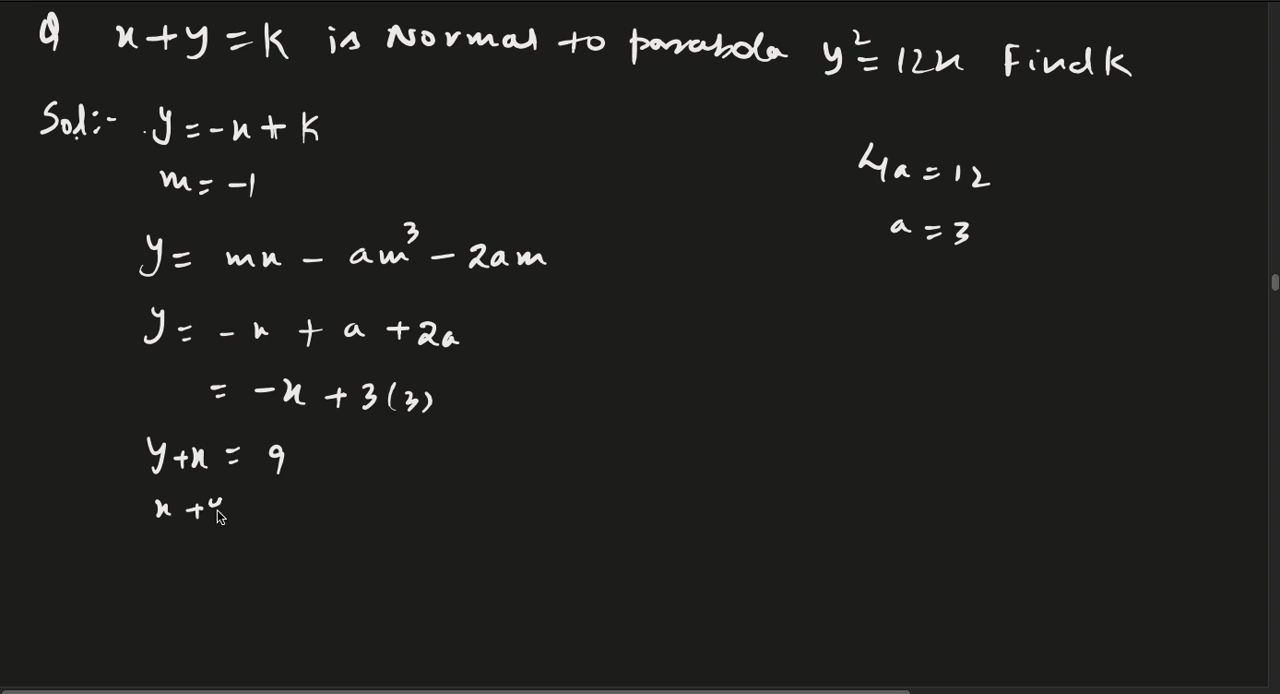 Q x+y=k is Normal to parabola y²=12x Find k
Sol:- y=-x+k
4a=12
m=-1
a=3
y= mx - am³ - 2am
y= -x + a +2a
= -x + 3(3)
y+x = 9
x +